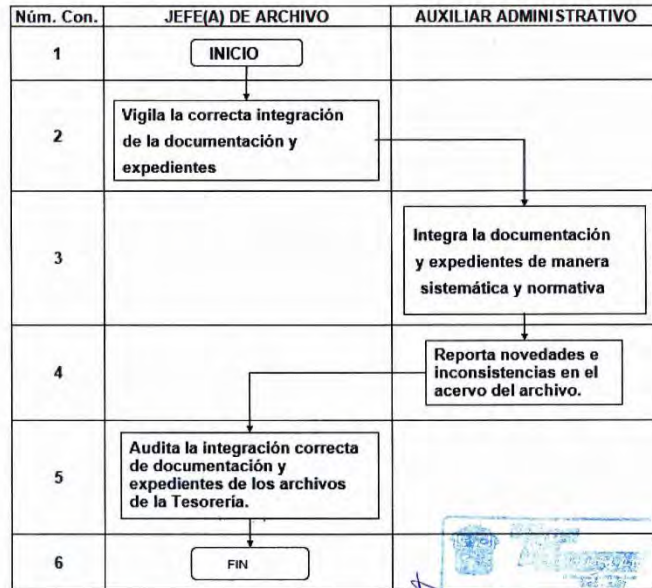 Núm. Con. JEFE(A) DE ARCHIVO AUXILIAR ADMINISTRATIVO
1 INICIO
2
Vigila la correcta integración
de la documentación y
expedientes
3
Integra la documentación
y expedientes de manera
sistemática y normativa
4
Reporta novedades e
inconsistencias en el
acervo del archivo.
5
Audita la integración correcta
de documentación y
expedientes de los archivos
de la Tesorería.
6 FIN